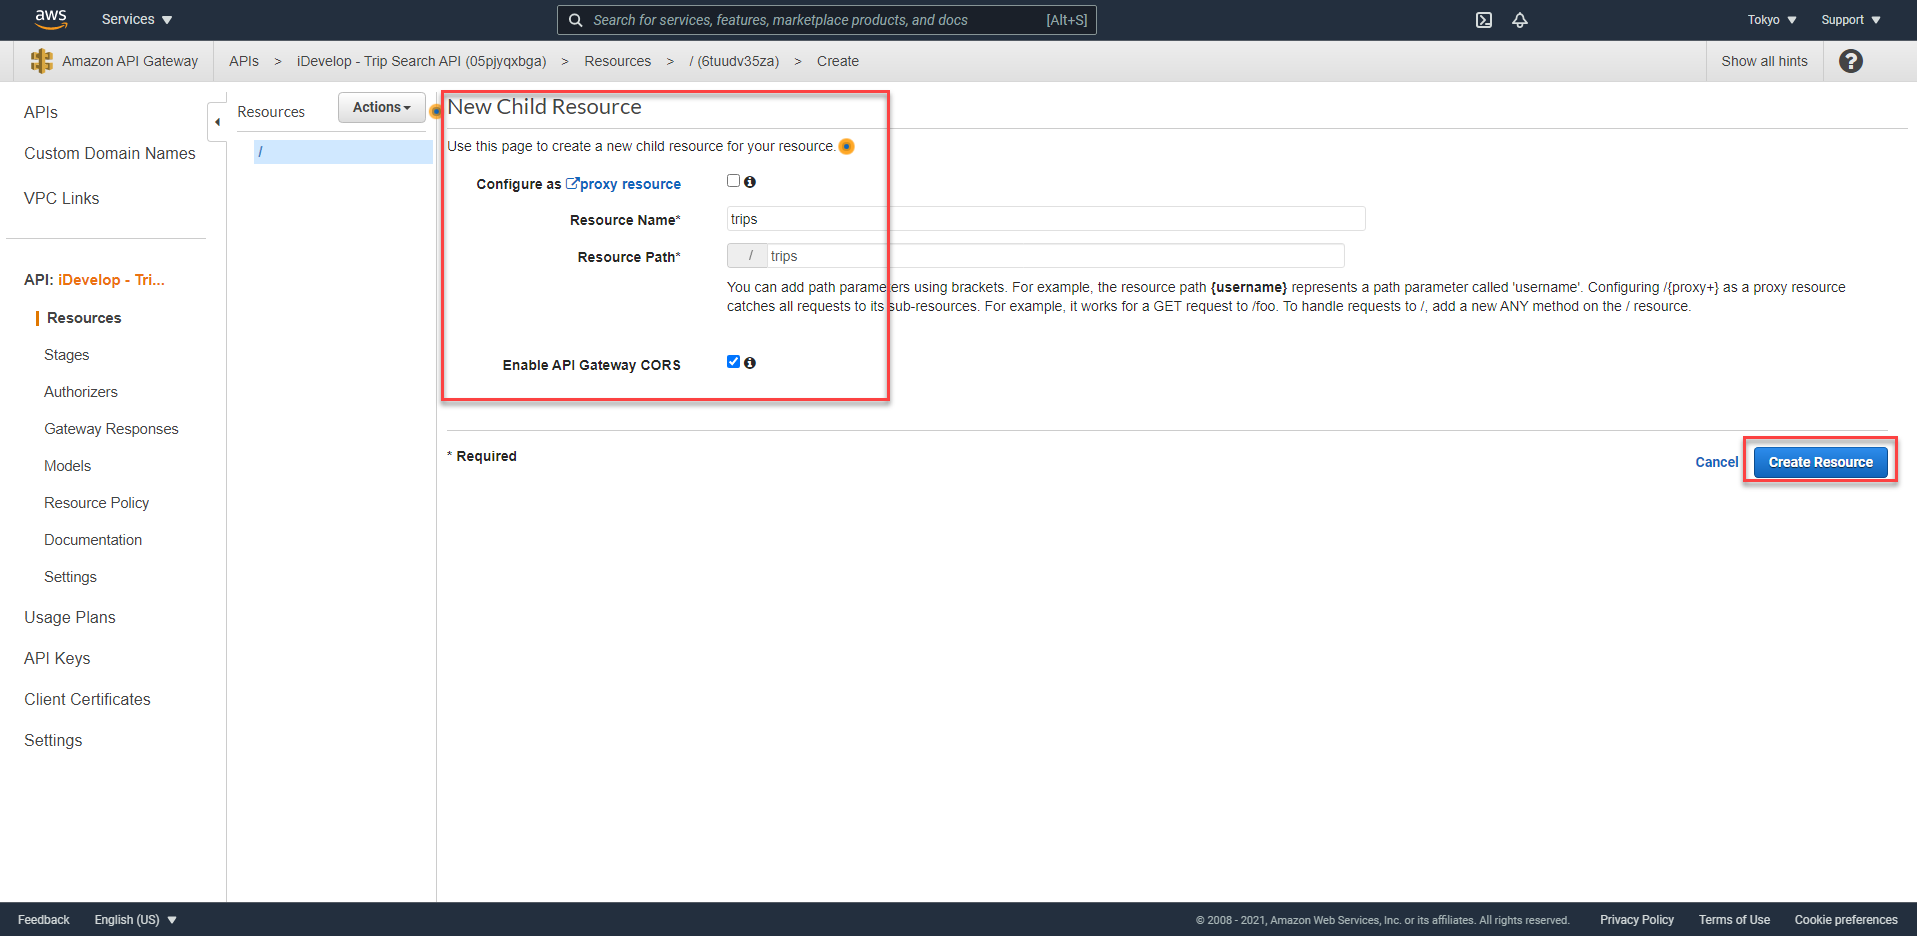 aws Services Search for services, features, marketplace products, and docs [Alt+S] Tokyo Support
Amazon API Gateway APIs > iDevelop - Trip Search API (05pjyqxbga) > Resources > / (6tuudv35za) > Create Show all hints ?
APIs
Custom Domain Names
VPC Links
API: iDevelop - Tri...
Resources
Stages
Authorizers
Gateway Responses
Models
Resource Policy
Documentation
Settings
Usage Plans
API Keys
Client Certificates
Settings
Resources Actions
/
New Child Resource
Use this page to create a new child resource for your resource.
Configure as proxy resource
Resource Name* trips
Resource Path* / trips
You can add path parameters using brackets. For example, the resource path {username} represents a path parameter called 'username'. Configuring /{proxy+} as a proxy resource
catches all requests to its sub-resources. For example, it works for a GET request to /foo. To handle requests to /, add a new ANY method on the / resource.
Enable API Gateway CORS
* Required
Cancel Create Resource
Feedback English (US) © 2008 - 2021, Amazon Web Services, Inc. or its affiliates. All rights reserved. Privacy Policy Terms of Use Cookie preferences